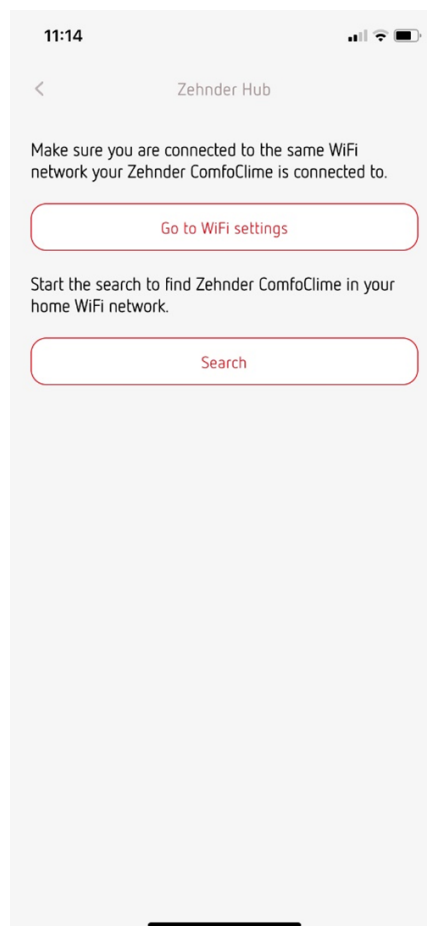 11:14
Zehnder Hub
Make sure you are connected to the same WiFi
network your Zehnder ComfoClime is connected to.
Go to WiFi settings
Start the search to find Zehnder ComfoClime in your
home WiFi network.
Search